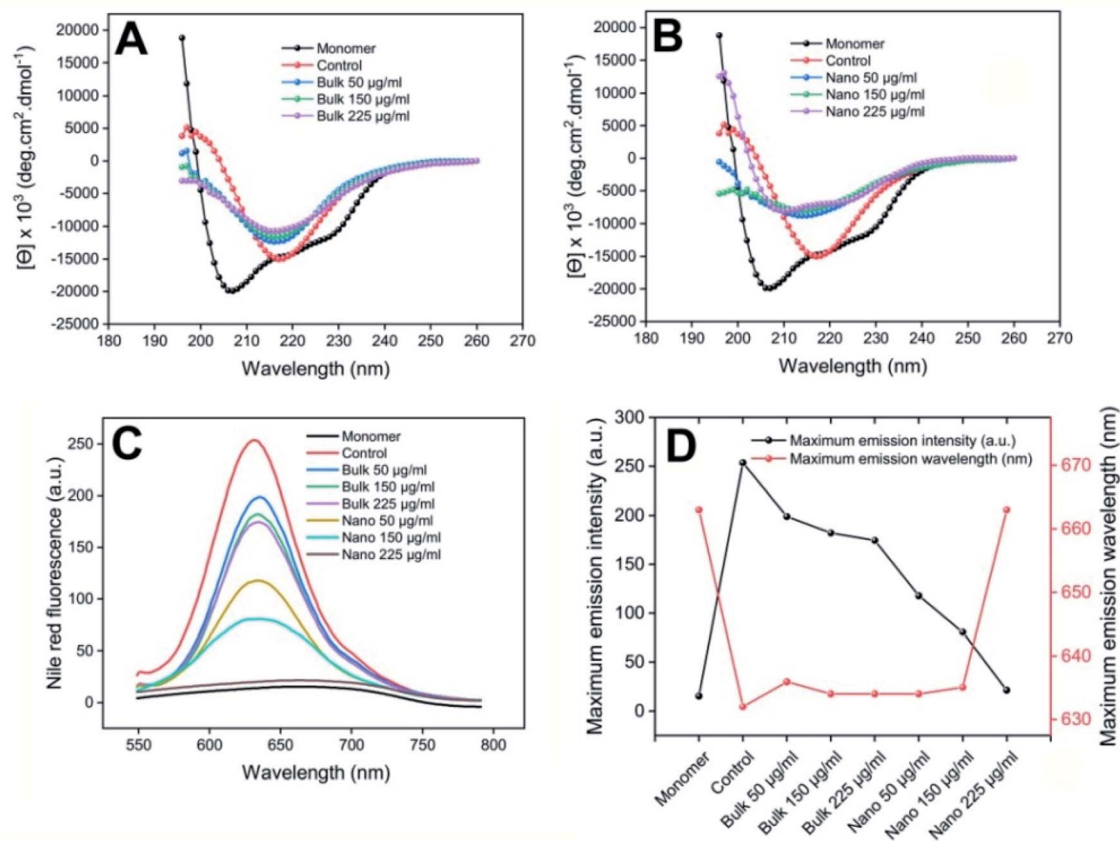 A
Monomer
Control
Bulk 50 µg/ml
Bulk 150 µg/ml
Bulk 225 µg/ml
20000
15000
10000
5000
0
-5000
-10000
-15000
-20000
-25000
[Θ] x 10³ (deg.cm².dmol⁻¹)
180 190 200 210 220 230 240 250 260 270
Wavelength (nm)
B
Monomer
Control
Nano 50 µg/ml
Nano 150 µg/ml
Nano 225 µg/ml
20000
15000
10000
5000
0
-5000
-10000
-15000
-20000
-25000
[Θ] x 10³ (deg.cm².dmol⁻¹)
180 190 200 210 220 230 240 250 260 270
Wavelength (nm)
C
Monomer
Control
Bulk 50 µg/ml
Bulk 150 µg/ml
Bulk 225 µg/ml
Nano 50 µg/ml
Nano 150 µg/ml
Nano 225 µg/ml
250
200
150
100
50
0
Nile red fluorescence (a.u.)
550 600 650 700 750 800
Wavelength (nm)
D
Maximum emission intensity (a.u.)
Maximum emission wavelength (nm)
300
250
200
150
100
50
0
Maximum emission intensity (a.u.)
670
660
650
640
630
Maximum emission wavelength (nm)
Monomer
Control
Bulk 50 µg/ml
Bulk 150 µg/ml
Bulk 225 µg/ml
Nano 50 µg/ml
Nano 150 µg/ml
Nano 225 µg/ml